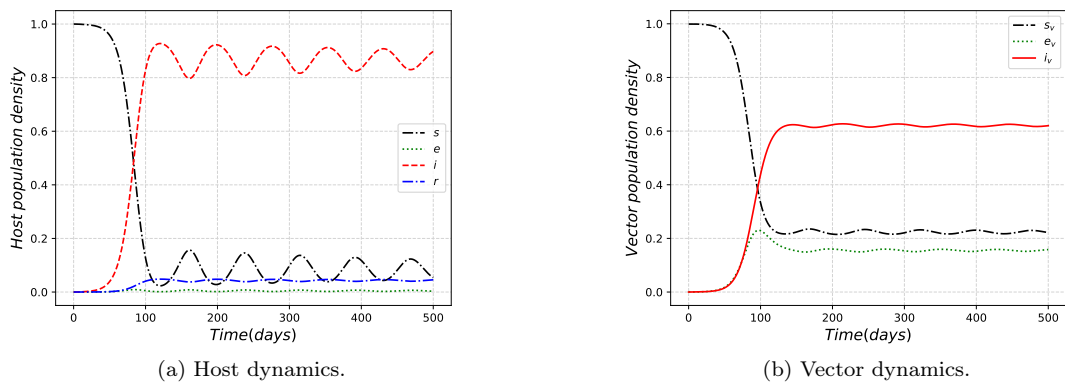 Host population density
1.0
0.8
0.6
0.4
0.2
0.0
s
e
i
r
0 100 200 300 400 500
Time(days)
(a) Host dynamics.
Vector population density
1.0
0.8
0.6
0.4
0.2
0.0
s_v
e_v
i_v
0 100 200 300 400 500
Time(days)
(b) Vector dynamics.